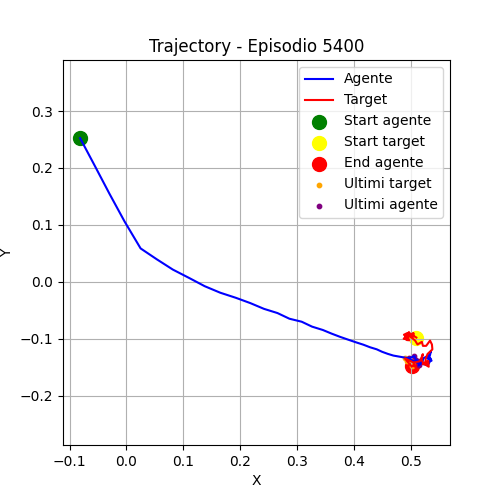 Trajectory - Episodio 5400
Agente
Target
Start agente
Start target
End agente
Ultimi target
Ultimi agente
0.3
0.2
0.1
0.0
−0.1
−0.2
Y
−0.1
0.0
0.1
0.2
0.3
0.4
0.5
X